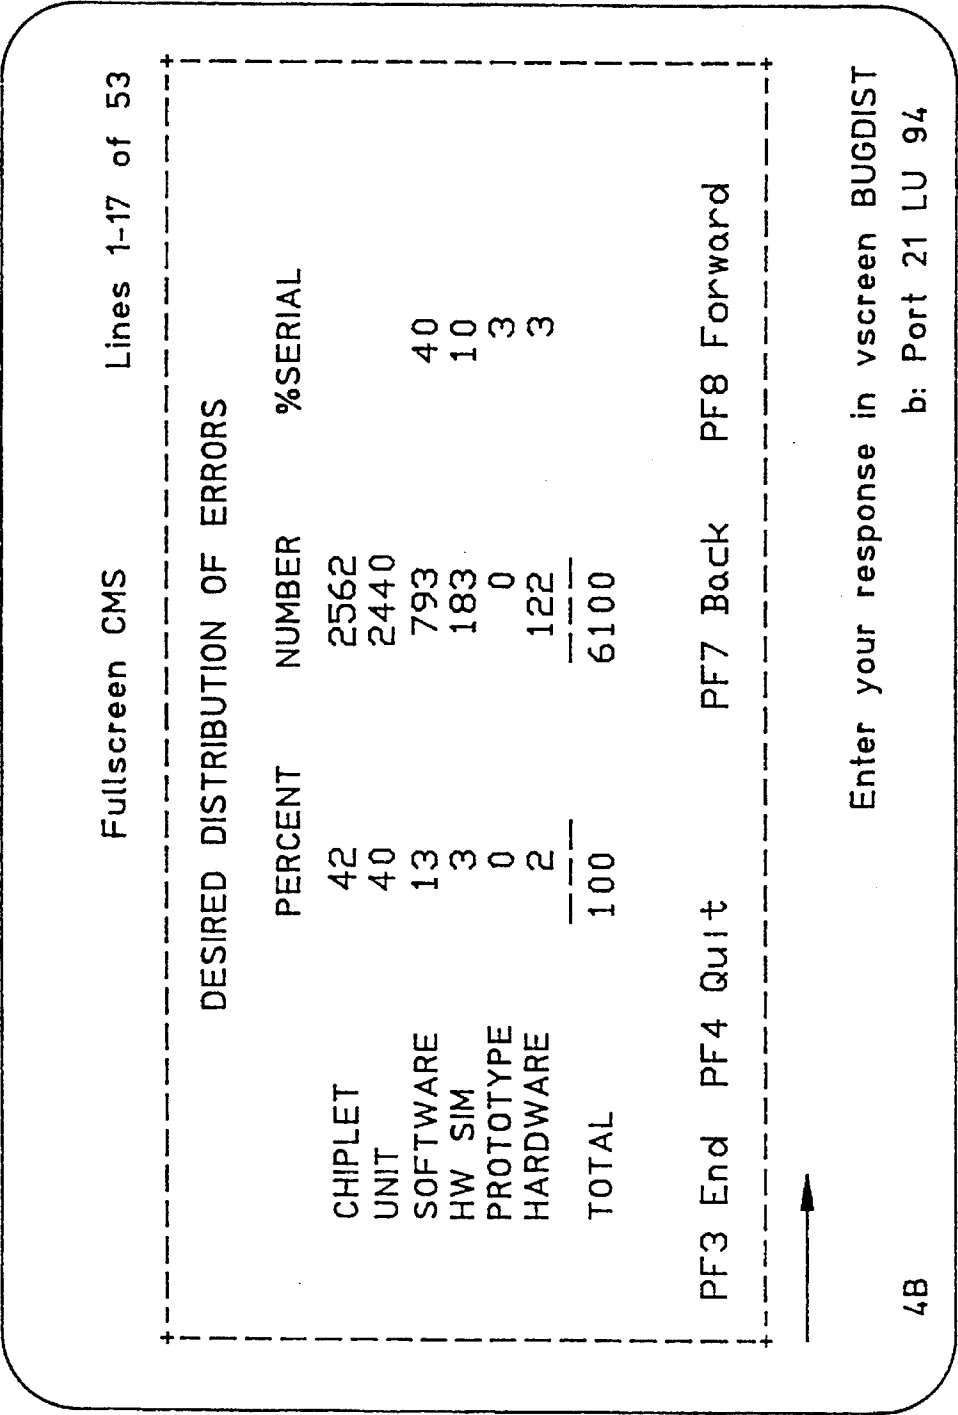 Fullscreen CMS Lines 1-17 of 53
DESIRED DISTRIBUTION OF ERRORS
PERCENT NUMBER %SERIAL
CHIPLET 42 2562
UNIT 40 2440
SOFTWARE 13 793 40
HW SIM 3 183 10
PROTOTYPE 0 0 3
HARDWARE 2 122 3
TOTAL 100 6100
PF3 End PF4 Quit PF7 Back PF8 Forward
Enter your response in vscreen BUGDIST
4B b: Port 21 LU 94